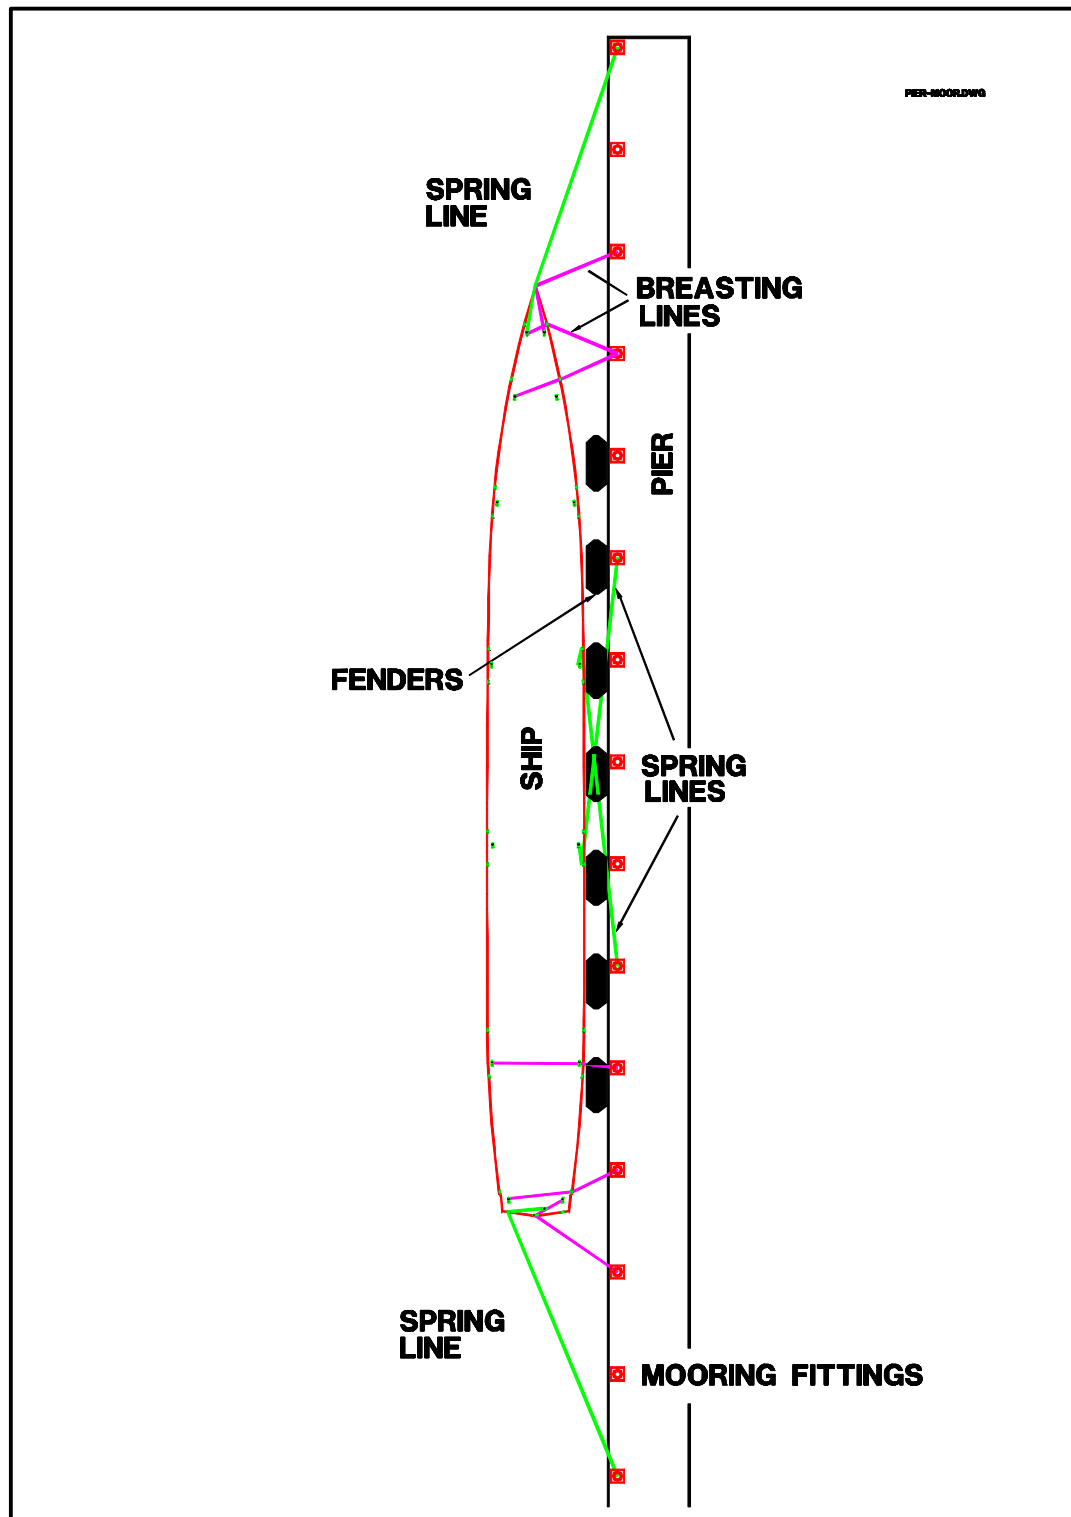 PIER-MOOR.DWG
SPRING
LINE
BREASTING
LINES
PIER
FENDERS
SHIP
SPRING
LINES
SPRING
LINE
MOORING FITTINGS